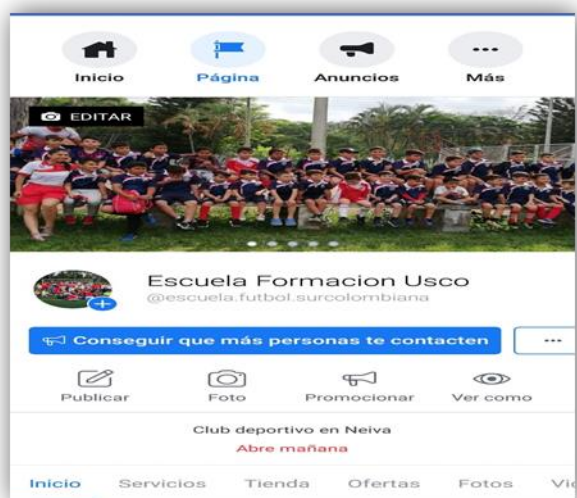 Inicio Página Anuncios Más
EDITAR
Escuela Formacion Usco
@escuela.futbol.surcolombiana
Conseguir que más personas te contacten ...
Publicar Foto Promocionar Ver como
Club deportivo en Neiva
Abre mañana
Inicio Servicios Tienda Ofertas Fotos Vi